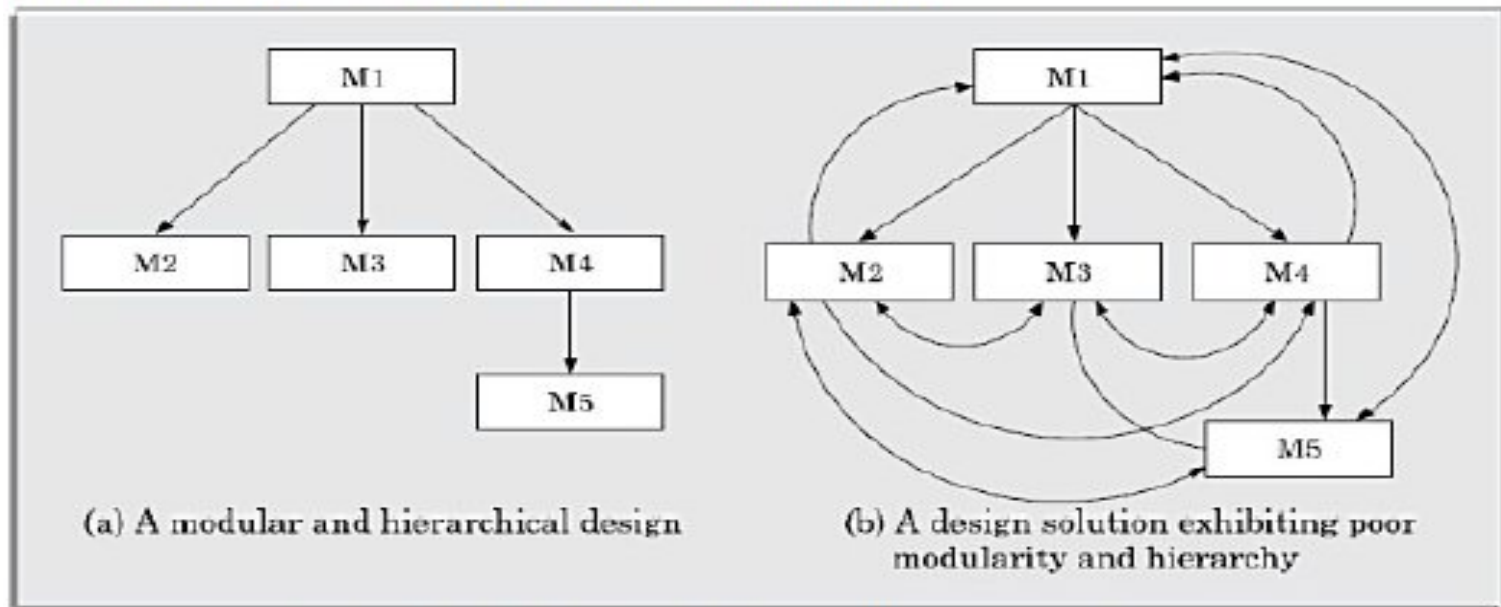 M1
M2
M3
M4
M5
(a) A modular and hierarchical design
M1
M2
M3
M4
M5
(b) A design solution exhibiting poor
modularity and hierarchy